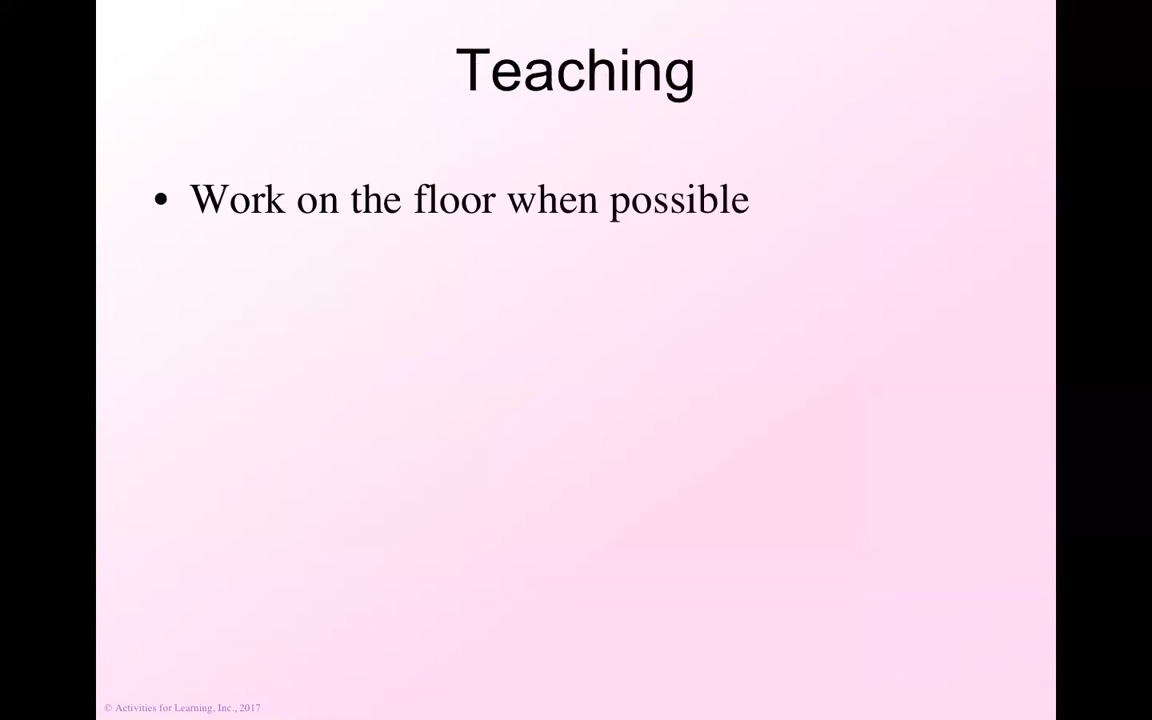 Teaching
• Work on the floor when possible
© Activities for Learning, Inc., 2017